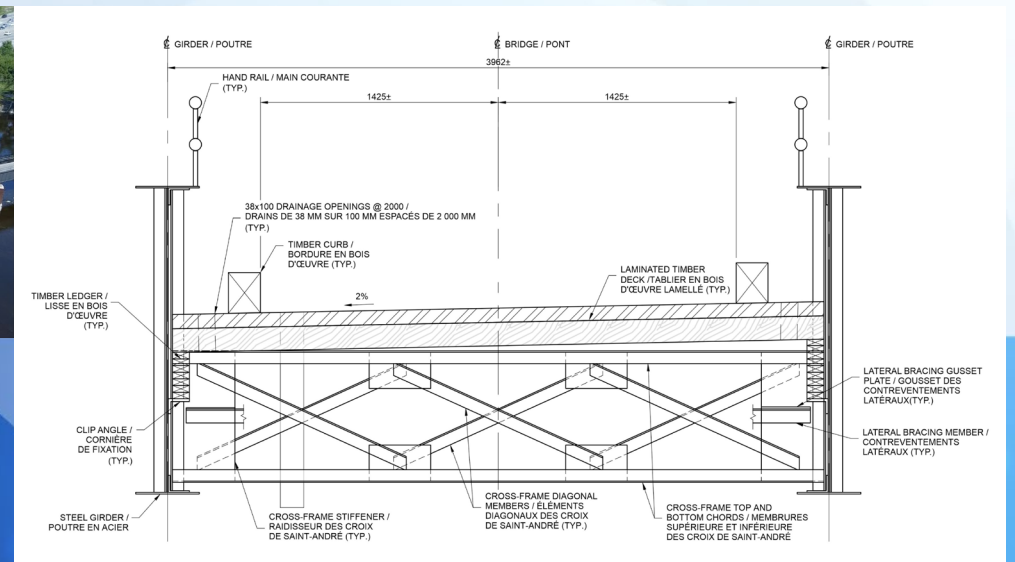 ℄ GIRDER / POUTRE
℄ BRIDGE / PONT
℄ GIRDER / POUTRE
3962±
HAND RAIL / MAIN COURANTE
(TYP.)
1425±
1425±
38x100 DRAINAGE OPENINGS @ 2000 /
DRAINS DE 38 MM SUR 100 MM ESPACÉS DE 2 000 MM
(TYP.)
TIMBER CURB /
BORDURE EN BOIS
D'ŒUVRE (TYP.)
LAMINATED TIMBER
DECK /TABLIER EN BOIS
D'ŒUVRE LAMELLÉ (TYP.)
TIMBER LEDGER /
LISSE EN BOIS
D'ŒUVRE
(TYP.)
2%
LATERAL BRACING GUSSET
PLATE / GOUSSET DES
CONTREVENTEMENTS
LATÉRAUX(TYP.)
CLIP ANGLE /
CORNIÈRE
DE FIXATION
(TYP.)
LATERAL BRACING MEMBER /
CONTREVENTEMENTS
LATÉRAUX (TYP.)
STEEL GIRDER /
POUTRE EN ACIER
CROSS-FRAME STIFFENER /
RAIDISSEUR DES CROIX
DE SAINT-ANDRÉ (TYP.)
CROSS-FRAME DIAGONAL
MEMBERS / ÉLÉMENTS
DIAGONAUX DES CROIX
DE SAINT-ANDRÉ (TYP.)
CROSS-FRAME TOP AND
BOTTOM CHORDS / MEMBRURES
SUPÉRIEURE ET INFÉRIEURE
DES CROIX DE SAINT-ANDRÉ